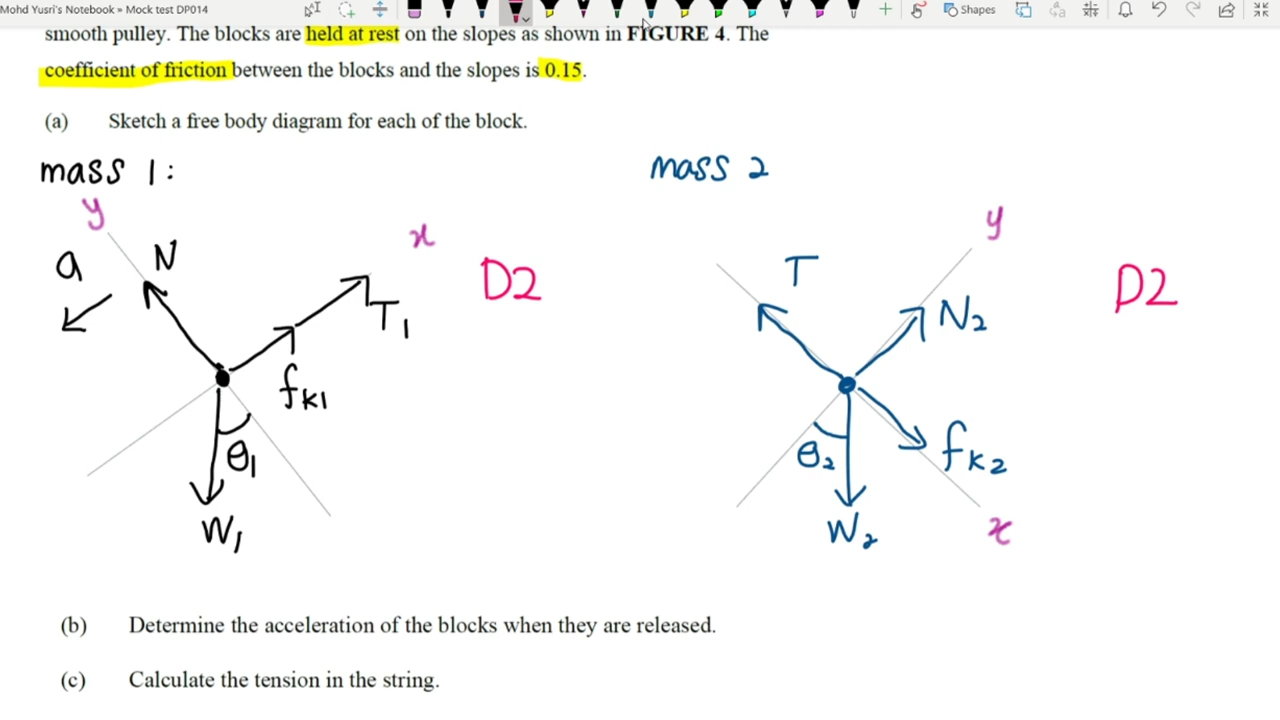 Mohd Yusri's Notebook » Mock test DP014
Shapes
smooth pulley. The blocks are held at rest on the slopes as shown in FIGURE 4. The
coefficient of friction between the blocks and the slopes is 0.15.
(a) Sketch a free body diagram for each of the block.
mass 1:
y
a
N
x
D2
T1
fK1
θ1
W1
mass 2
y
T
D2
N2
θ2
fK2
W2
x
(b) Determine the acceleration of the blocks when they are released.
(c) Calculate the tension in the string.